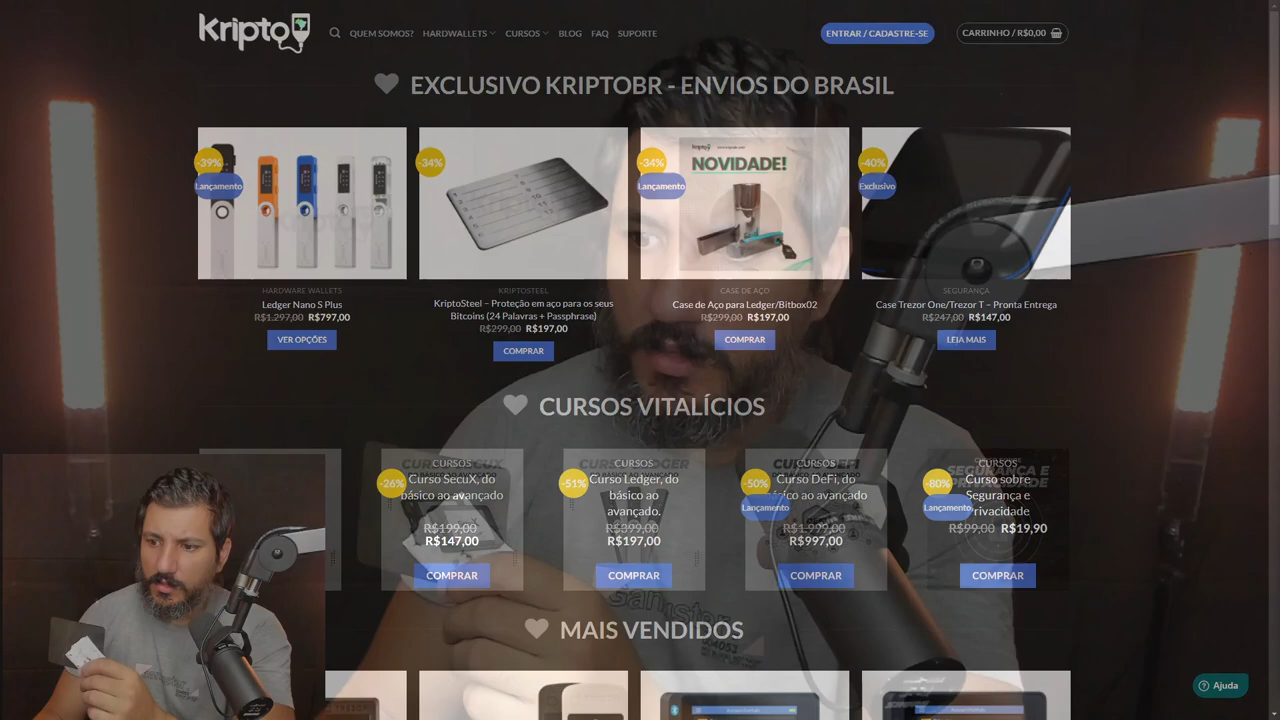 kripto
QUEM SOMOS? HARDWALLETS CURSOS BLOG FAQ SUPORTE
ENTRAR / CADASTRE-SE
CARRINHO / R$0,00
EXCLUSIVO KRIPTOBR - ENVIOS DO BRASIL
-39%
Lançamento
-34%
-34%
Lançamento
kripto
NOVIDADE!
-40%
Exclusivo
HARDWARE WALLETS
Ledger Nano S Plus
R$1.297,00 R$797,00
VER OPÇÕES
KRIPTOSTEEL
KriptoSteel – Proteção em aço para os seus
Bitcoins (24 Palavras + Passphrase)
R$299,00 R$197,00
COMPRAR
CASE DE AÇO
Case de Aço para Ledger/Bitbox02
R$299,00 R$197,00
COMPRAR
SEGURANÇA
Case Trezor One/Trezor T – Pronta Entrega
R$247,00 R$147,00
LEIA MAIS
CURSOS VITALÍCIOS
-26%
CURSOS
Curso SecuX, do
básico ao avançado
R$199,00
R$147,00
COMPRAR
-51%
CURSOS
Curso Ledger, do
básico ao
avançado.
R$399,00
R$197,00
COMPRAR
-50%
Lançamento
CURSOS
Curso DeFi, do
básico ao avançado
R$1.999,00
R$997,00
COMPRAR
-80%
Lançamento
SEGURANÇA E
PRIVACIDADE
CURSOS
Curso sobre
Segurança e
Privacidade
R$99,00 R$19,90
COMPRAR
MAIS VENDIDOS
Ajuda